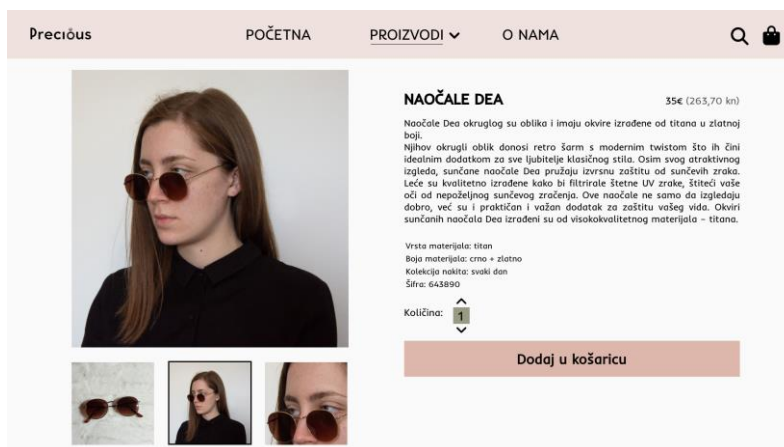 Precious
POČETNA
PROIZVODI
O NAMA
NAOČALE DEA
35€ (263,70 kn)
Naočale Dea okruglog su oblika i imaju okvire izrađene od titana u zlatnoj
boji.
Njihov okrugli oblik donosi retro šarm s modernim twistom što ih čini
idealnim dodatkom za sve ljubitelje klasičnog stila. Osim svog atraktivnog
izgleda, sunčane naočale Dea pružaju izvrsnu zaštitu od sunčevih zraka.
Leće su kvalitetno izrađene kako bi filtrirale štetne UV zrake, štiteći vaše
oči od nepoželjnog sunčevog zračenja. Ove naočale ne samo da izgledaju
dobro, već su i praktičan i važan dodatak za zaštitu vašeg vida. Okviri
sunčanih naočala Dea izrađeni su od visokokvalitetnog materijala – titana.
Vrsta materijala: titan
Boja materijala: crno + zlatno
Kolekcija nakita: svaki dan
Šifra: 643890
Količina: 1
Dodaj u košaricu